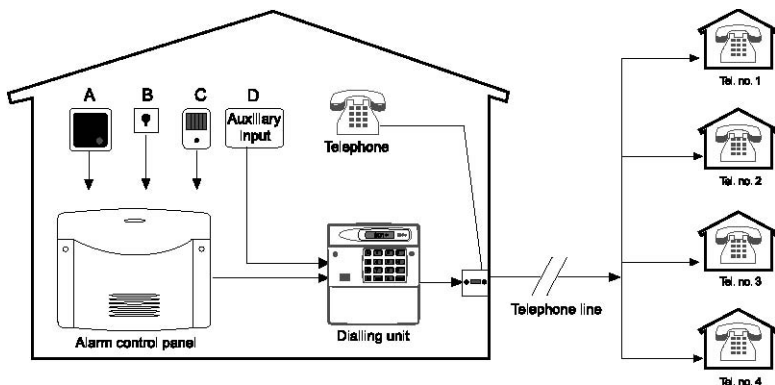 A B C D
Auxiliary
input
Telephone
Alarm control panel
Dialling unit
Telephone line
Tel. no. 1
Tel. no. 2
Tel. no. 3
Tel. no. 4